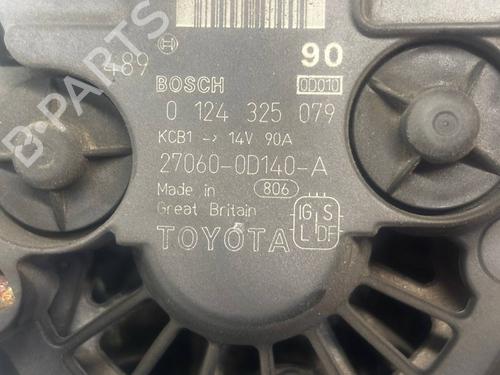 489
90
BOSCH 0D010
0 124 325 079
KCB1 -> 14V 90A
27060-0D140-A
Made in 806
Great Britain
IG S
L DF
TOYOTA